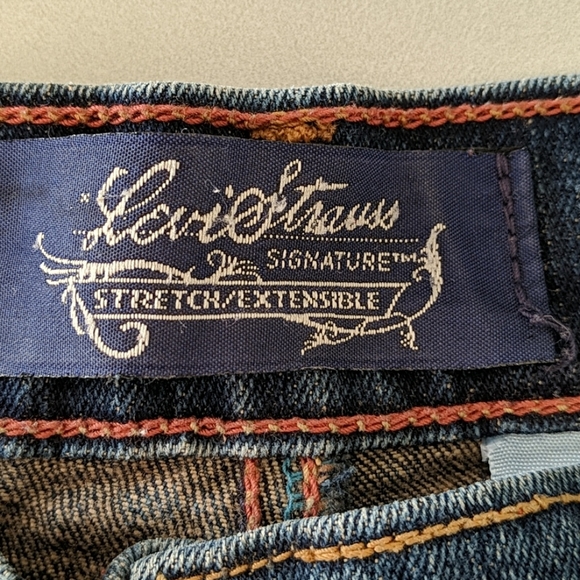 Levi Strauss
SIGNATURE™
STRETCH/EXTENSIBLE